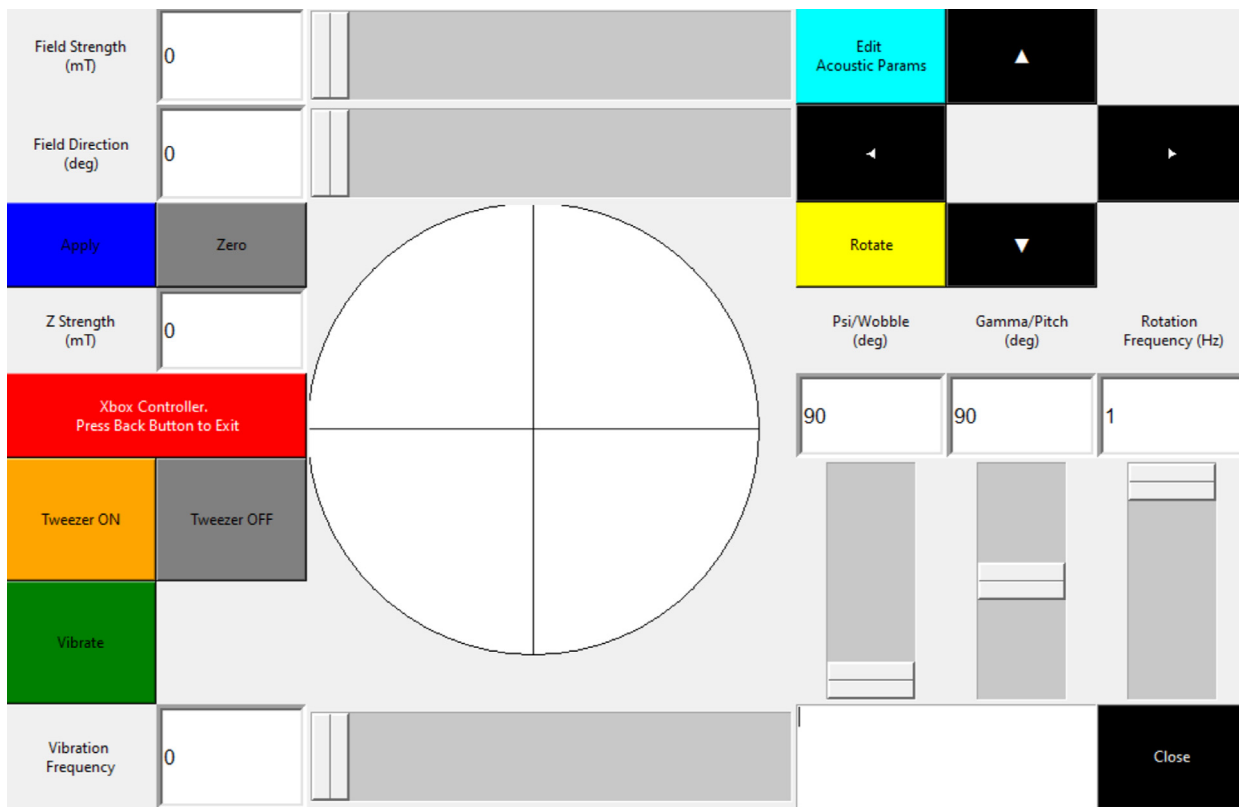 Field Strength
(mT)
0
Edit
Acoustic Params
▲
Field Direction
(deg)
0
◄
►
Apply
Zero
Rotate
▼
Z Strength
(mT)
0
Psi/Wobble
(deg)
Gamma/Pitch
(deg)
Rotation
Frequency (Hz)
Xbox Controller.
Press Back Button to Exit
90
90
1
Tweezer ON
Tweezer OFF
Vibrate
Vibration
Frequency
0
Close